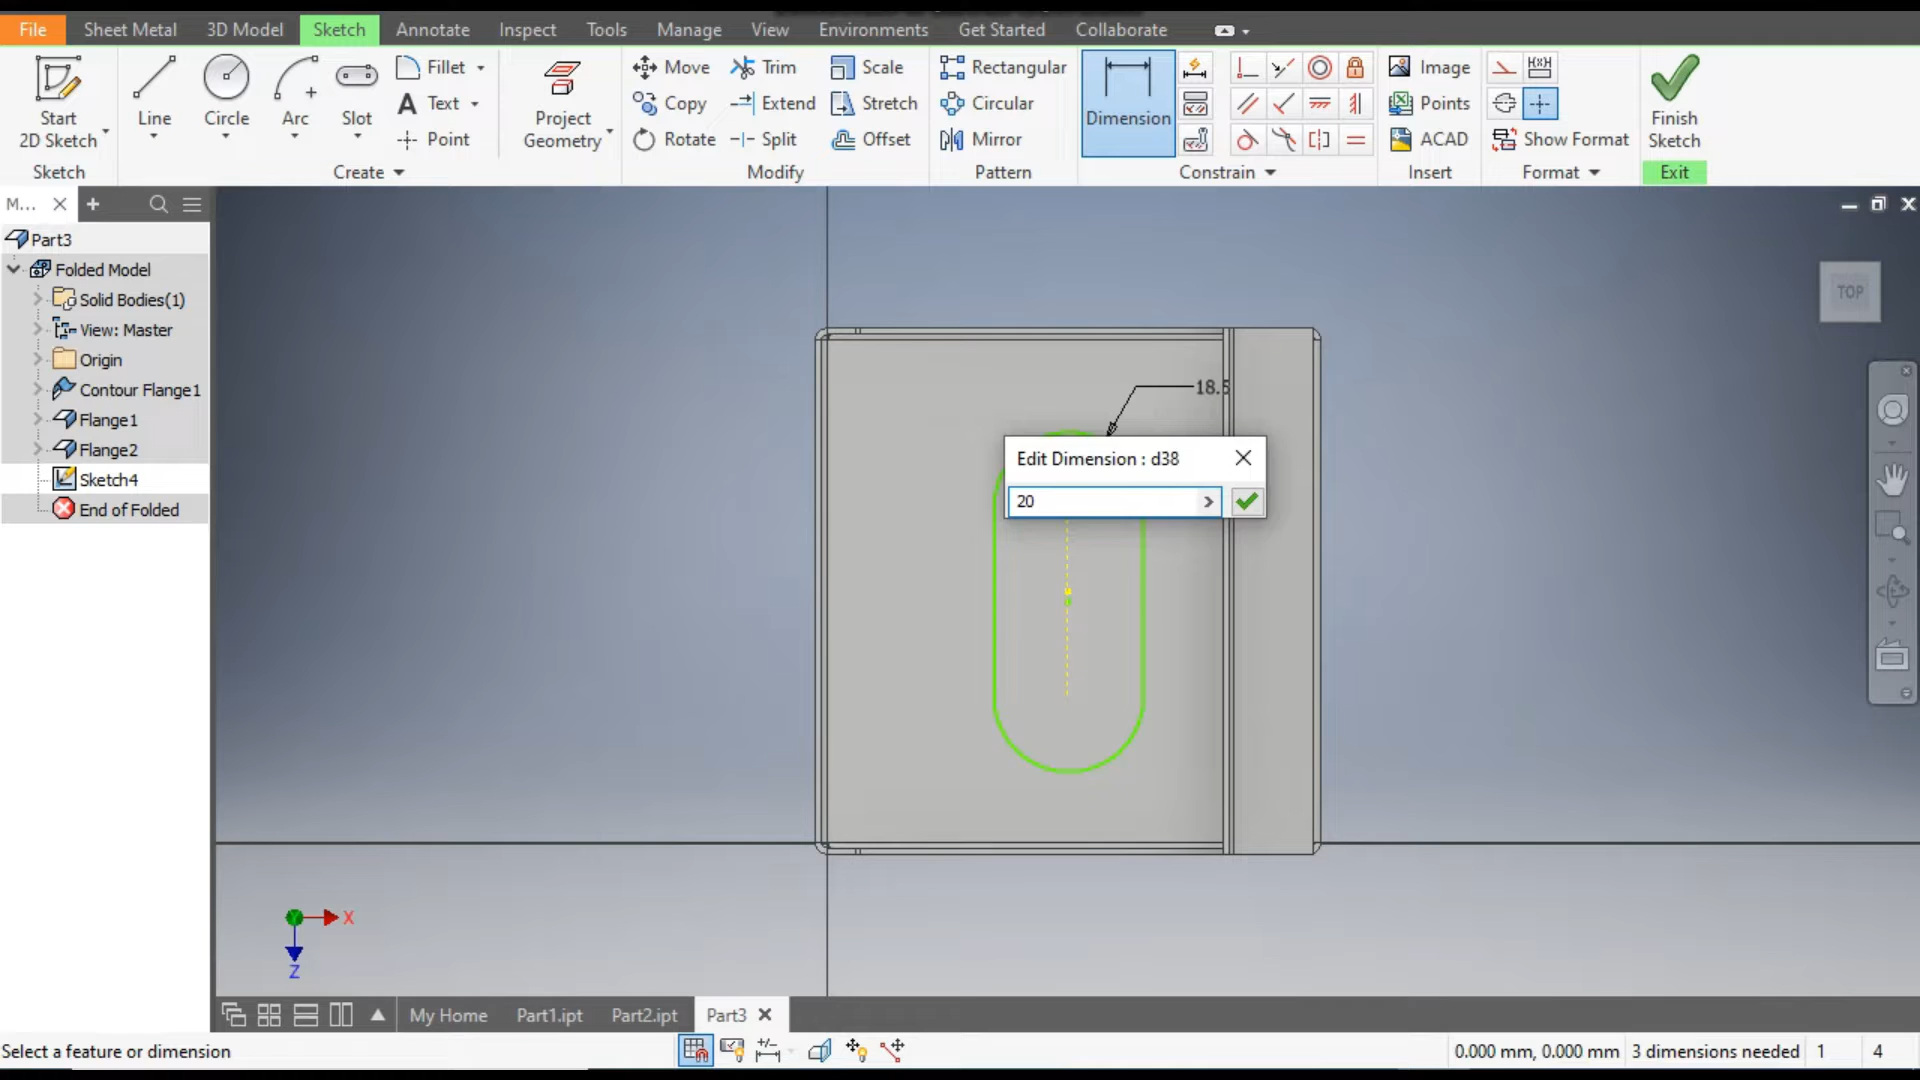 File Sheet Metal 3D Model Sketch Annotate Inspect Tools Manage View Environments Get Started Collaborate
Start
2D Sketch
Line
Circle
Arc
Slot
Fillet
Text
Point
Project
Geometry
Move
Copy
Rotate
Trim
Extend
Split
Scale
Stretch
Offset
Rectangular
Circular
Mirror
Dimension
Image
Points
ACAD
Show Format
Finish
Sketch
Sketch Create Modify Pattern Constrain Insert Format Exit
M...
Part3
Folded Model
Solid Bodies(1)
View: Master
Origin
Contour Flange1
Flange1
Flange2
Sketch4
End of Folded
TOP
18.5
Edit Dimension : d38
20
X
Z
My Home Part1.ipt Part2.ipt Part3
Select a feature or dimension
0.000 mm, 0.000 mm 3 dimensions needed 1 4